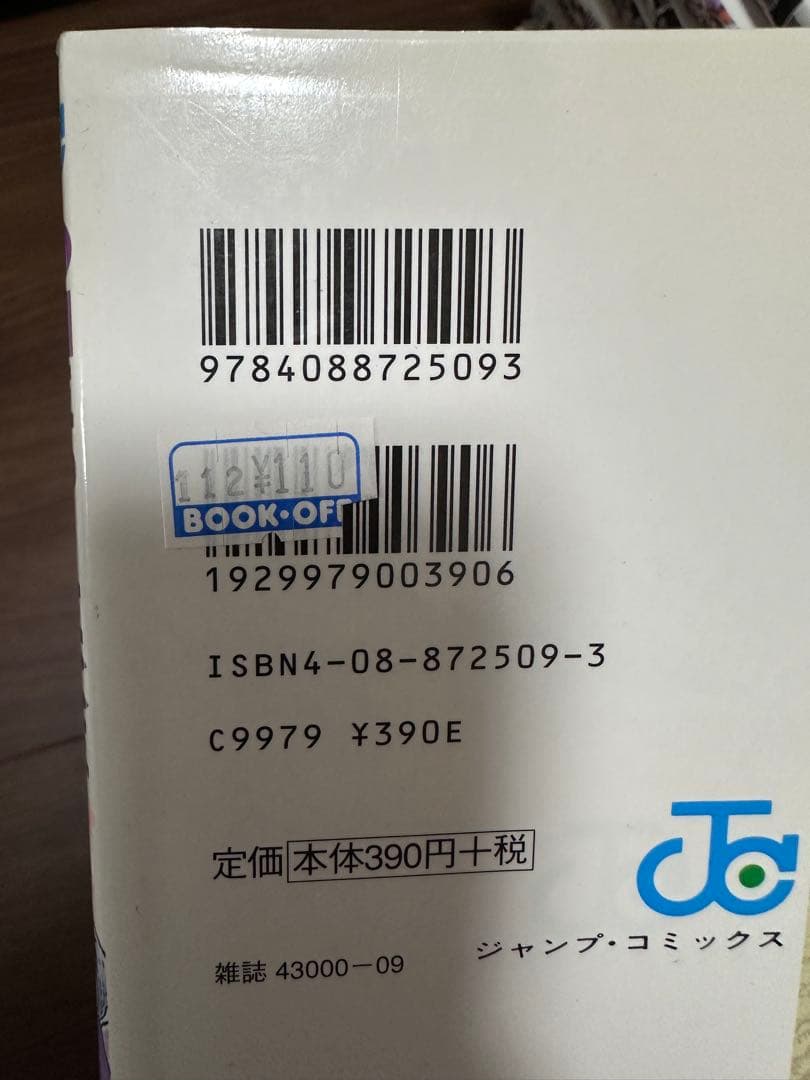 9784088725093
112¥110
BOOK・OFF
1929979003906
ISBN4-08-872509-3
C9979 ¥390E
定価 本体390円+税
JC
ジャンプ・コミックス
雑誌 43000-09